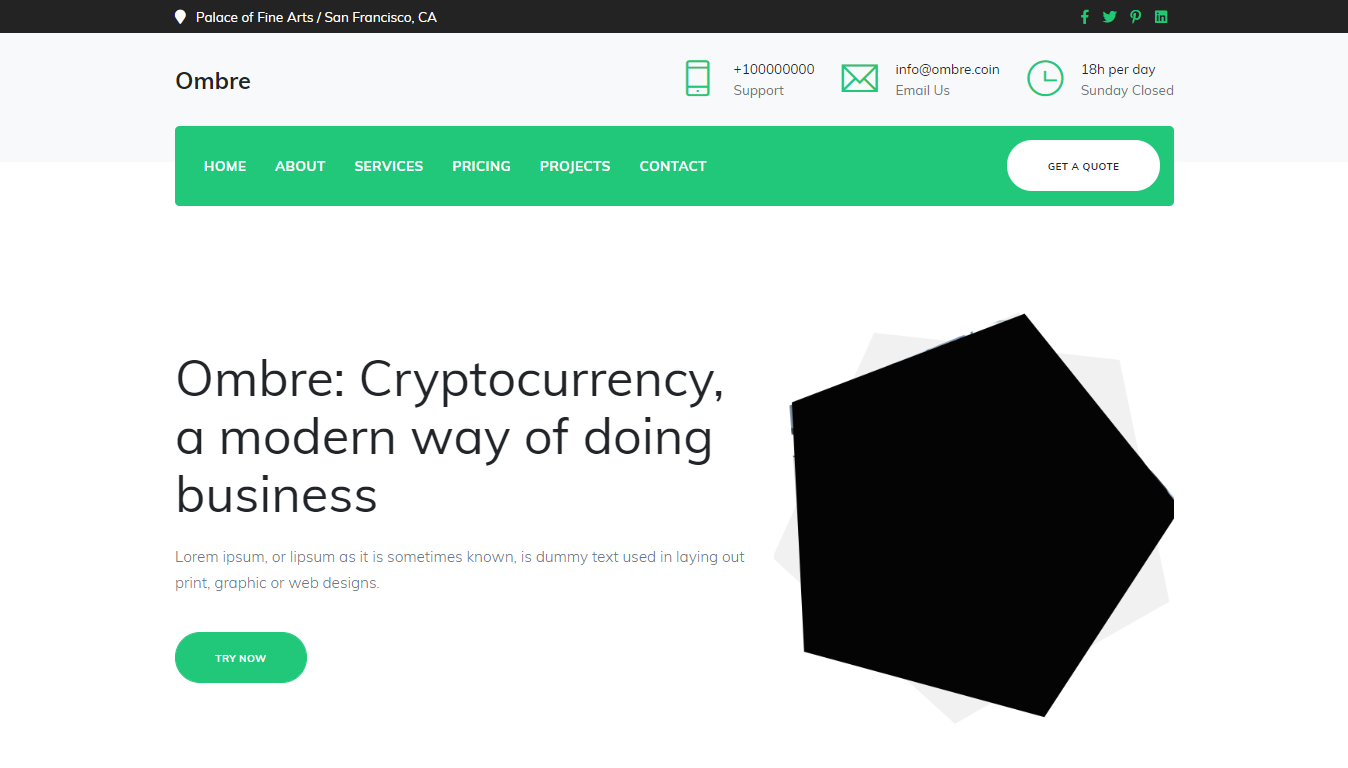 Palace of Fine Arts / San Francisco, CA
Ombre
+100000000
Support
info@ombre.coin
Email Us
18h per day
Sunday Closed
HOME ABOUT SERVICES PRICING PROJECTS CONTACT
GET A QUOTE
Ombre: Cryptocurrency,
a modern way of doing
business
Lorem ipsum, or lipsum as it is sometimes known, is dummy text used in laying out
print, graphic or web designs.
TRY NOW